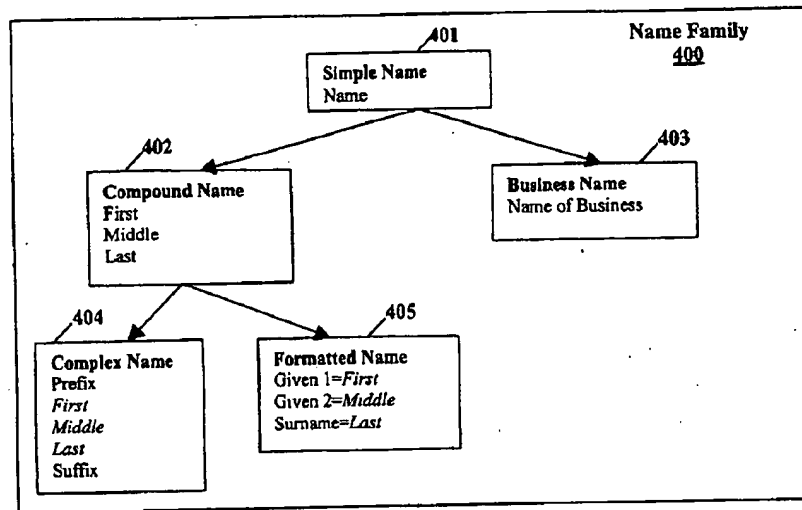 401
Name Family
400
Simple Name
Name
402
403
Compound Name
First
Middle
Last
Business Name
Name of Business
404
405
Complex Name
Prefix
First
Middle
Last
Suffix
Formatted Name
Given 1=First
Given 2=Middle
Surname=Last